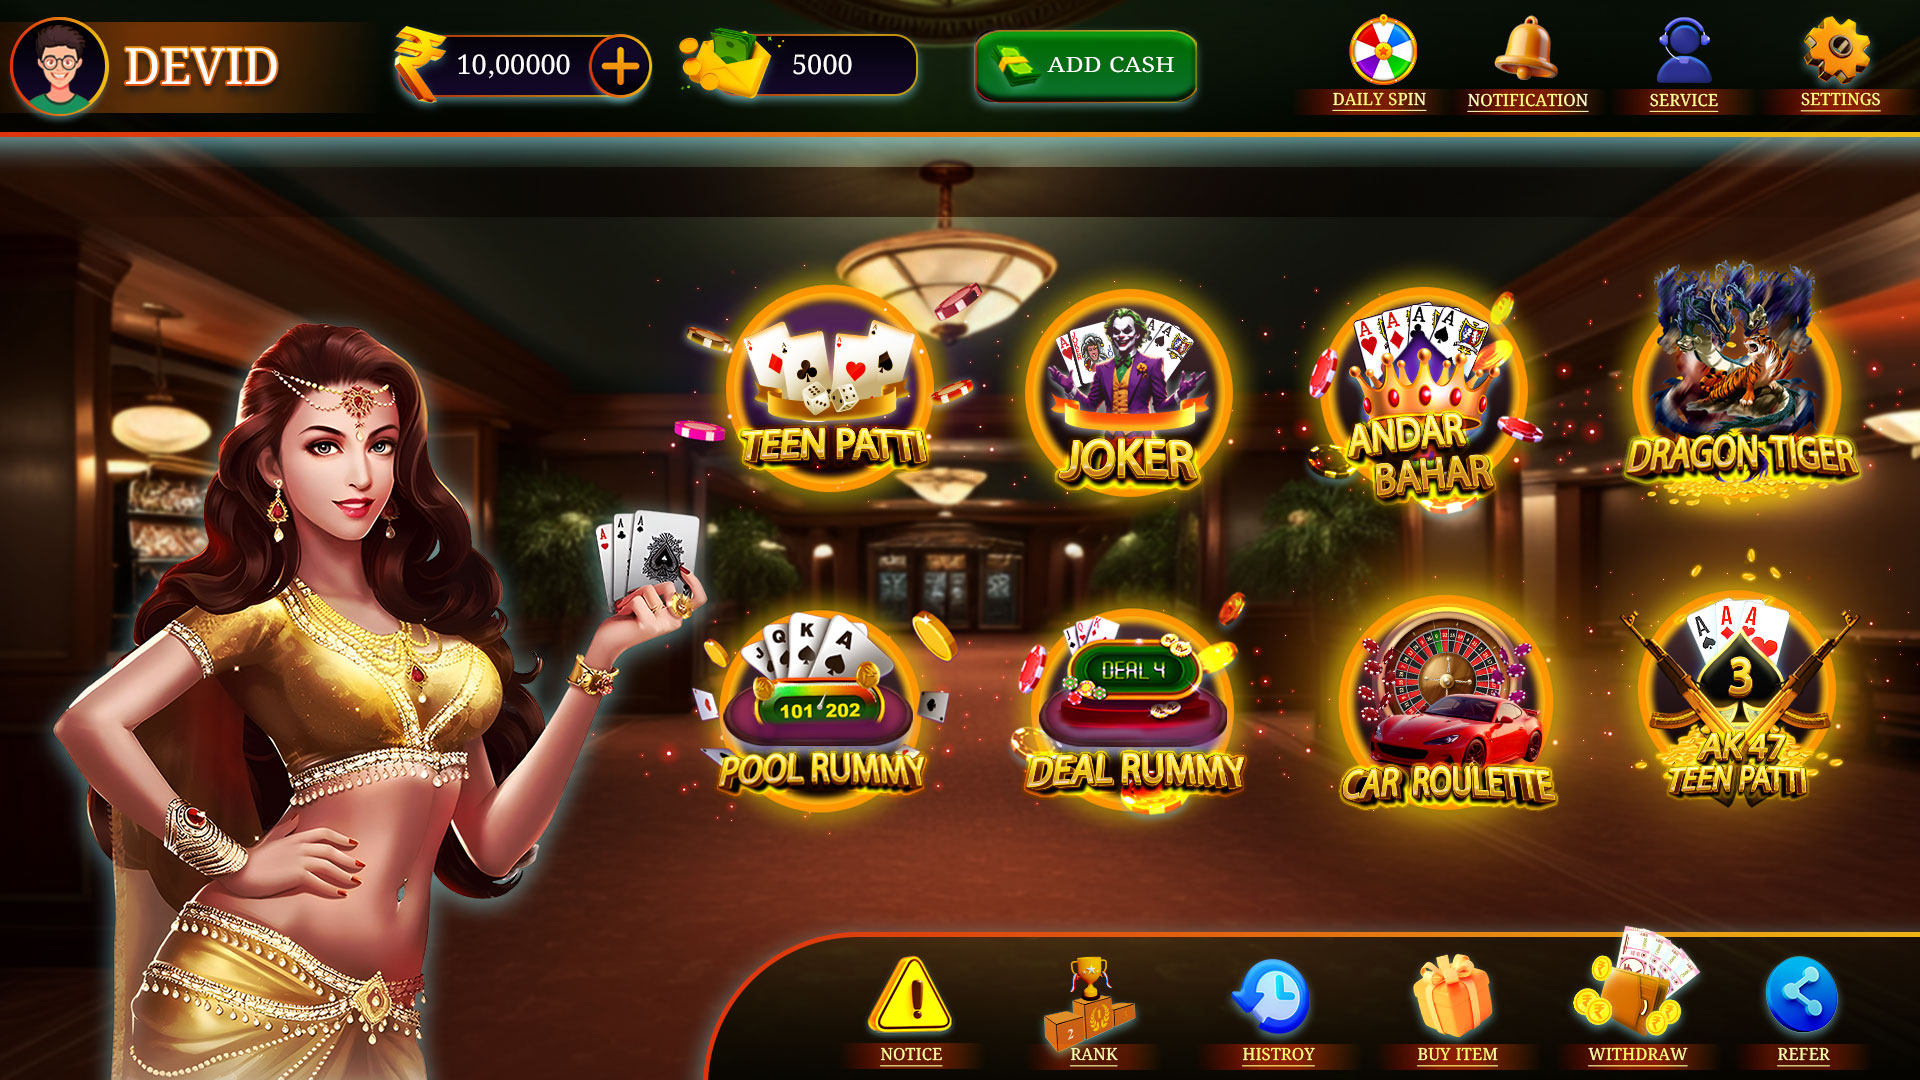 DEVID
10,00000
5000
ADD CASH
DAILY SPIN
NOTIFICATION
SERVICE
SETTINGS
TEEN PATTI
JOKER
ANDAR
BAHAR
DRAGON TIGER
Q K A
101 202
POOL RUMMY
DEAL 4
DEAL RUMMY
CAR ROULETTE
A A A
3
AK 47
TEEN PATTI
NOTICE
RANK
HISTROY
BUY ITEM
WITHDRAW
REFER